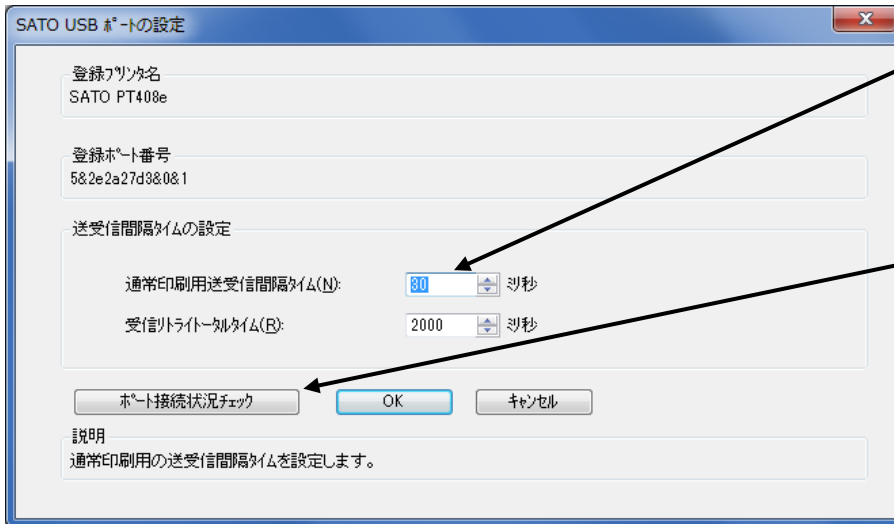 SATO USB ﾎﾟｰﾄの設定
登録ﾌﾟﾘﾝﾀ名
SATO PT408e
登録ﾎﾟｰﾄ番号
5&2e2a27d3&0&1
送受信間隔ﾀｲﾑの設定
通常印刷用送受信間隔ﾀｲﾑ(N): 30 ﾐﾘ秒
受信ﾘﾄﾗｲﾄｰﾀﾙﾀｲﾑ(R): 2000 ﾐﾘ秒
ﾎﾟｰﾄ接続状況ﾁｪｯｸ OK ｷｬﾝｾﾙ
説明
通常印刷用の送受信間隔ﾀｲﾑを設定します。